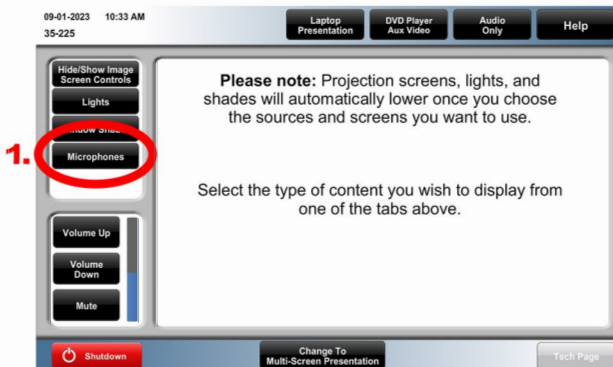 09-01-2023 10:33 AM
35-225
Laptop
Presentation
DVD Player
Aux Video
Audio
Only
Help
Hide/Show Image
Screen Controls
Lights
Window Shades
1.
Microphones
Volume Up
Volume
Down
Mute
Please note: Projection screens, lights, and
shades will automatically lower once you choose
the sources and screens you want to use.
Select the type of content you wish to display from
one of the tabs above.
Shutdown
Change To
Multi-Screen Presentation
Tech Page